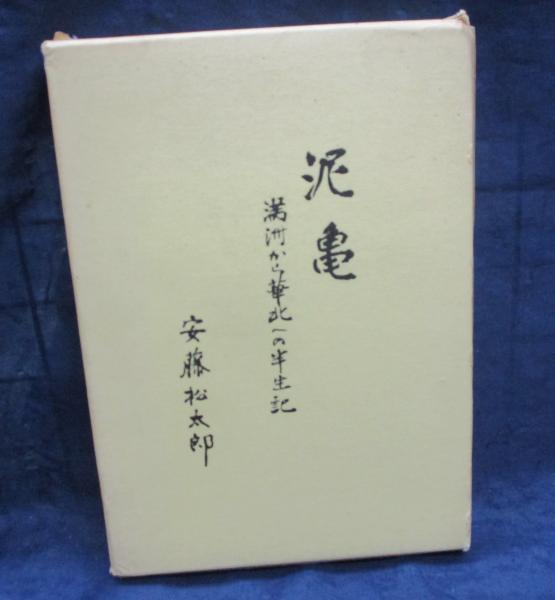 泥亀
満洲から華北への半生記
安藤松太郎